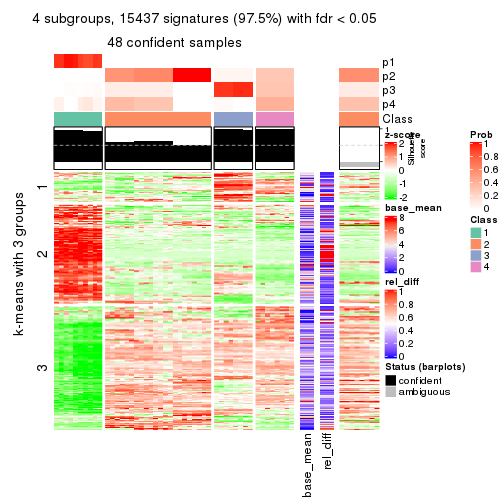 4 subgroups, 15437 signatures (97.5%) with fdr < 0.05
48 confident samples
p1
p2
p3
p4
Class
1
Silhouette
score
k-means with 3 groups
1
2
3
base_mean
rel_diff
z-score
2
1
0
-1
-2
base_mean
8
6
4
2
0
rel_diff
1
0.8
0.6
0.4
0.2
0
Status (barplots)
confident
ambiguous
Prob
1
0.8
0.6
0.4
0.2
0
Class
1
2
3
4